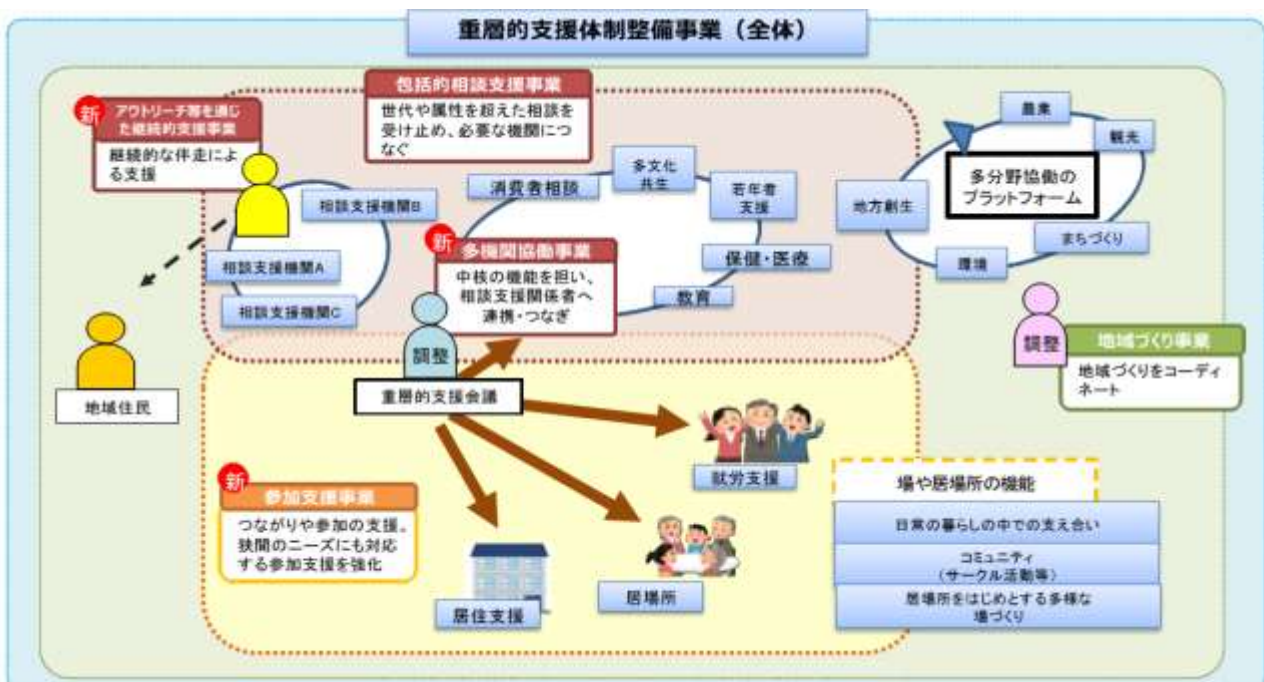 重層的支援体制整備事業（全体）
新
アウトリーチ等を通じ
た継続的支援事業
継続的な伴走によ
る支援
包括的相談支援事業
世代や属性を超えた相談を
受け止め、必要な機関につ
なぐ
相談支援機関B
相談支援機関A
相談支援機関C
消費者相談
多文化
共生
若年者
支援
保健・医療
教育
新
多機関協働事業
中核の機能を担い、
相談支援関係者へ
連携・つなぎ
農業
観光
多分野協働の
プラットフォーム
地方創生
まちづくり
環境
調整
地域づくり事業
地域づくりをコーディ
ネート
地域住民
調整
重層的支援会議
就労支援
新
参加支援事業
つながりや参加の支援。
狭間のニーズにも対応
する参加支援を強化
居住支援
居場所
場や居場所の機能
日常の暮らしの中での支え合い
コミュニティ
（サークル活動等）
居場所をはじめとする多様な
場づくり